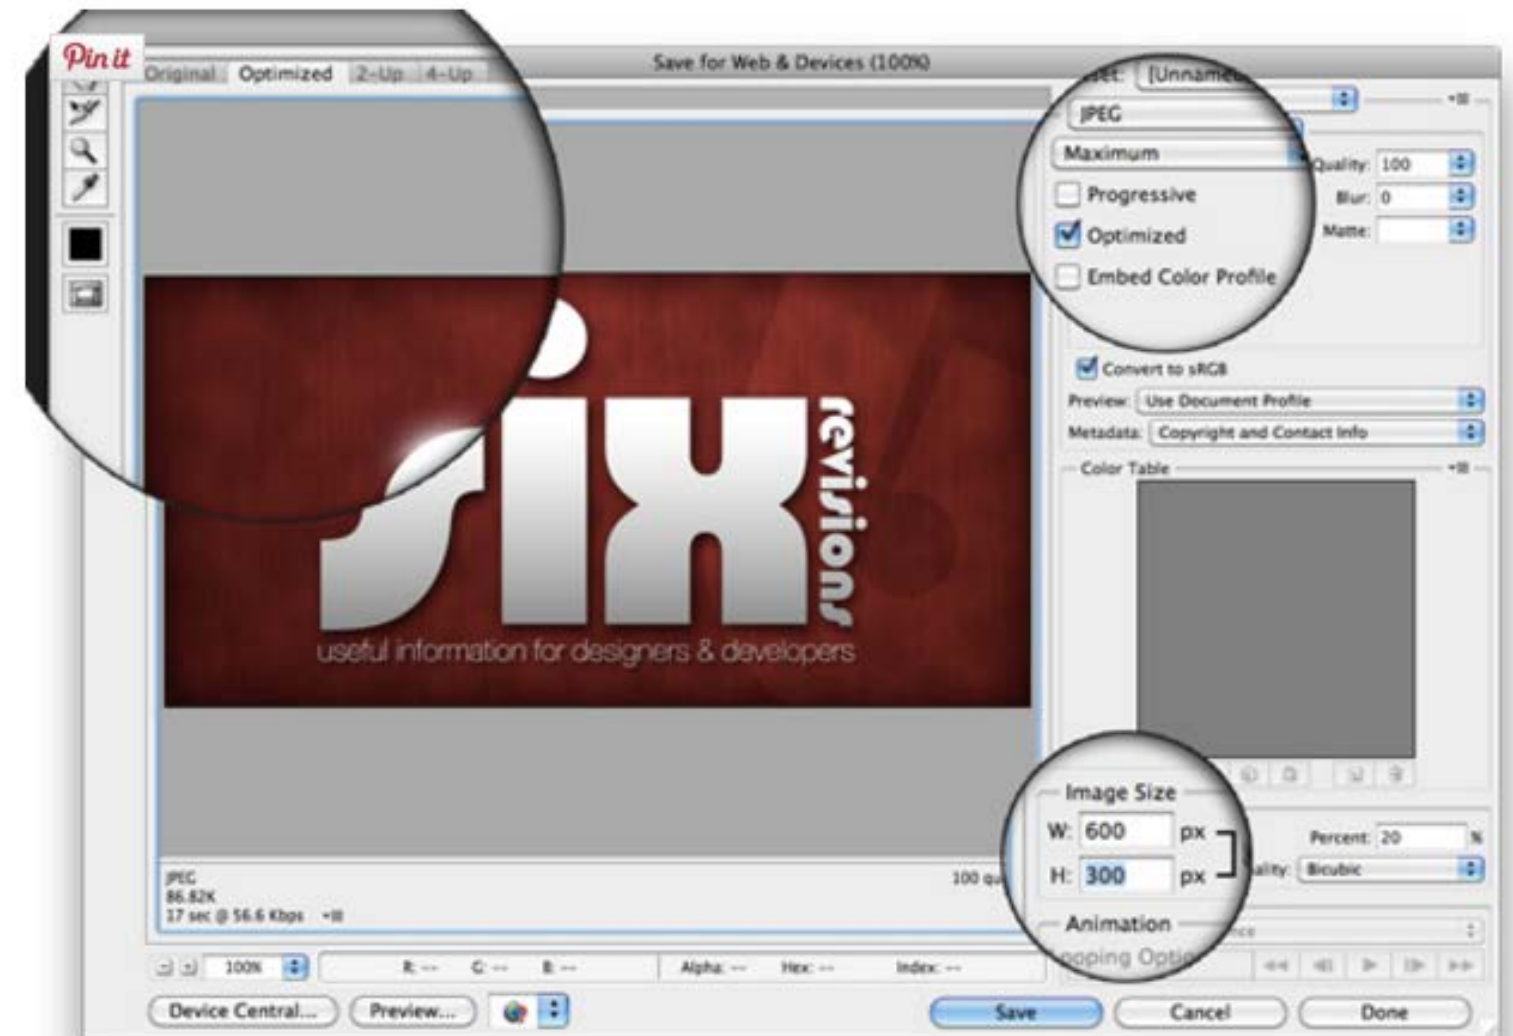 Pin it
Save for Web & Devices (100%)
Original Optimized 2-Up 4-Up
[Unnamed
JPEG
Maximum
Quality: 100
Progressive
Blur: 0
Optimized
Matte:
Embed Color Profile
Convert to sRGB
Preview: Use Document Profile
Metadata: Copyright and Contact Info
Color Table
six
revisions
useful information for designers & developers
Image Size
W: 600 px
Percent: 20 %
H: 300 px
Bicubic
JPEG
100
86.82K
17 sec @ 56.6 Kbps
Animation
100%
R: -- G: -- B: --
Alpha: -- Hex: -- Index: --
Device Central...
Preview...
Save
Cancel
Done